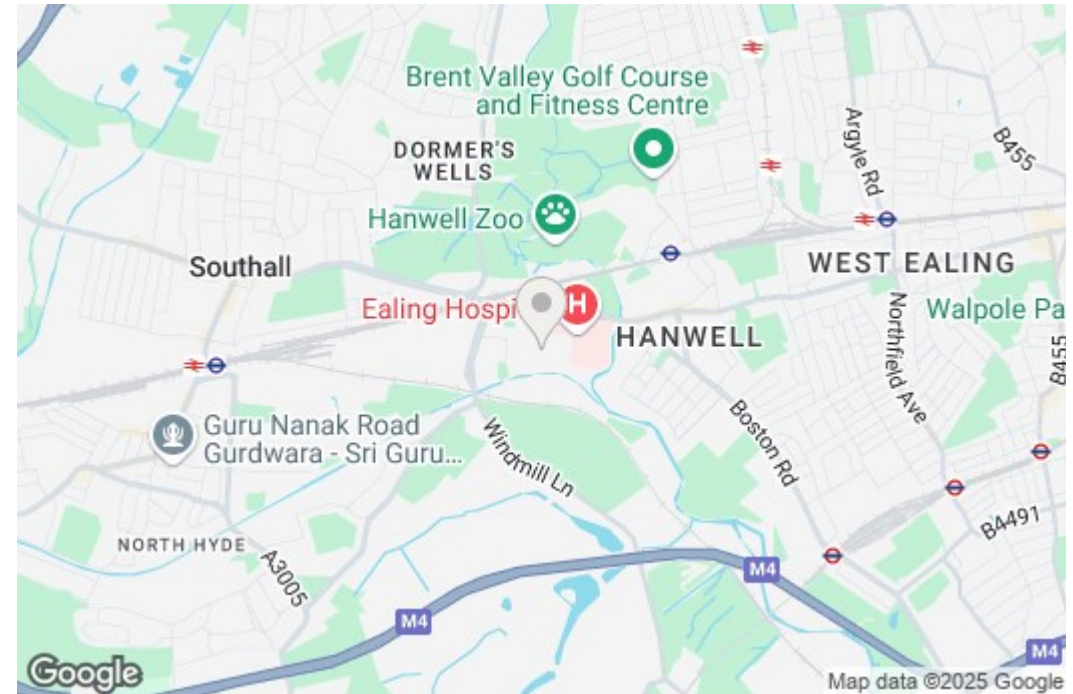 Brent Valley Golf Course
and Fitness Centre
Argyle Rd
B455
DORMER'S
WELLS
Hanwell Zoo
Southall
WEST EALING
Ealing Hospi
H
HANWELL
Walpole Pa
Northfield Ave
B455
Guru Nanak Road
Gurdwara - Sri Guru...
Windmill Ln
Boston Rd
B4491
NORTH HYDE
A3005
M4
M4
M4
Google
Map data ©2025 Google